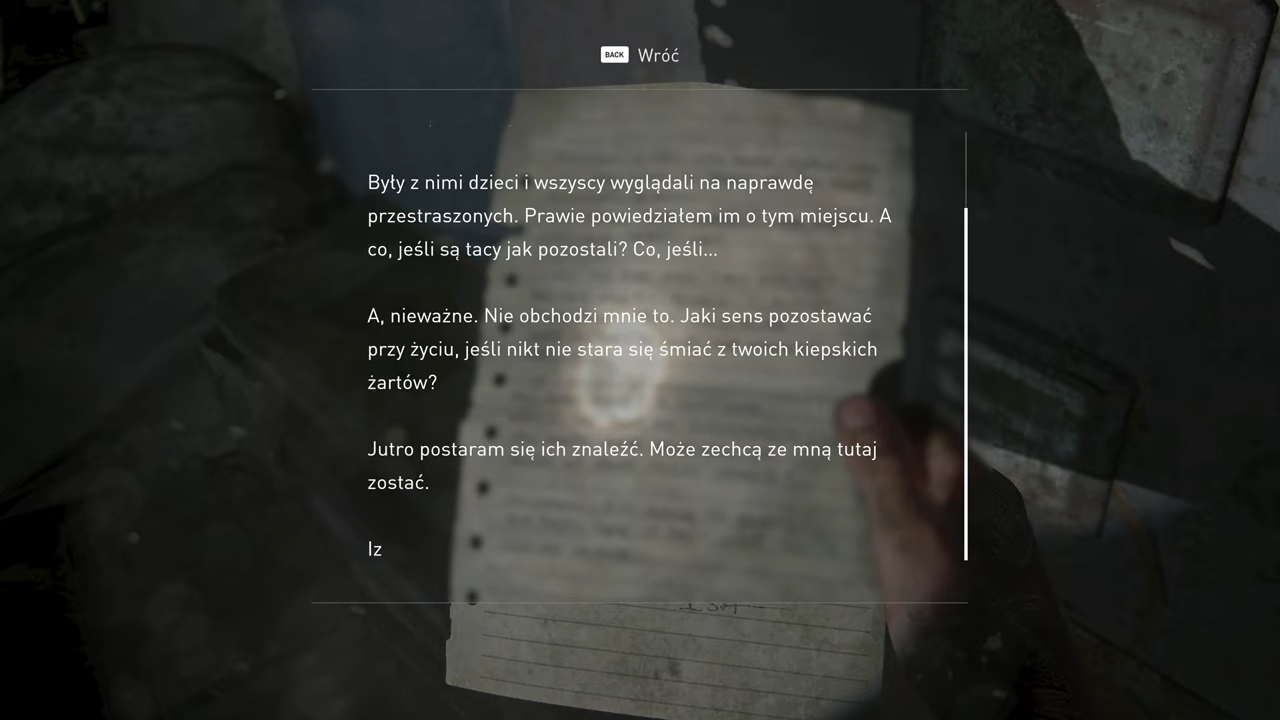 BACK Wróć
Były z nimi dzieci i wszyscy wyglądali na naprawdę
przestraszonych. Prawie powiedziałem im o tym miejscu. A
co, jeśli są tacy jak pozostali? Co, jeśli...
A, nieważne. Nie obchodzi mnie to. Jaki sens pozostawać
przy życiu, jeśli nikt nie stara się śmiać z twoich kiepskich
żartów?
Jutro postaram się ich znaleźć. Może zechcą ze mną tutaj
zostać.
Iz